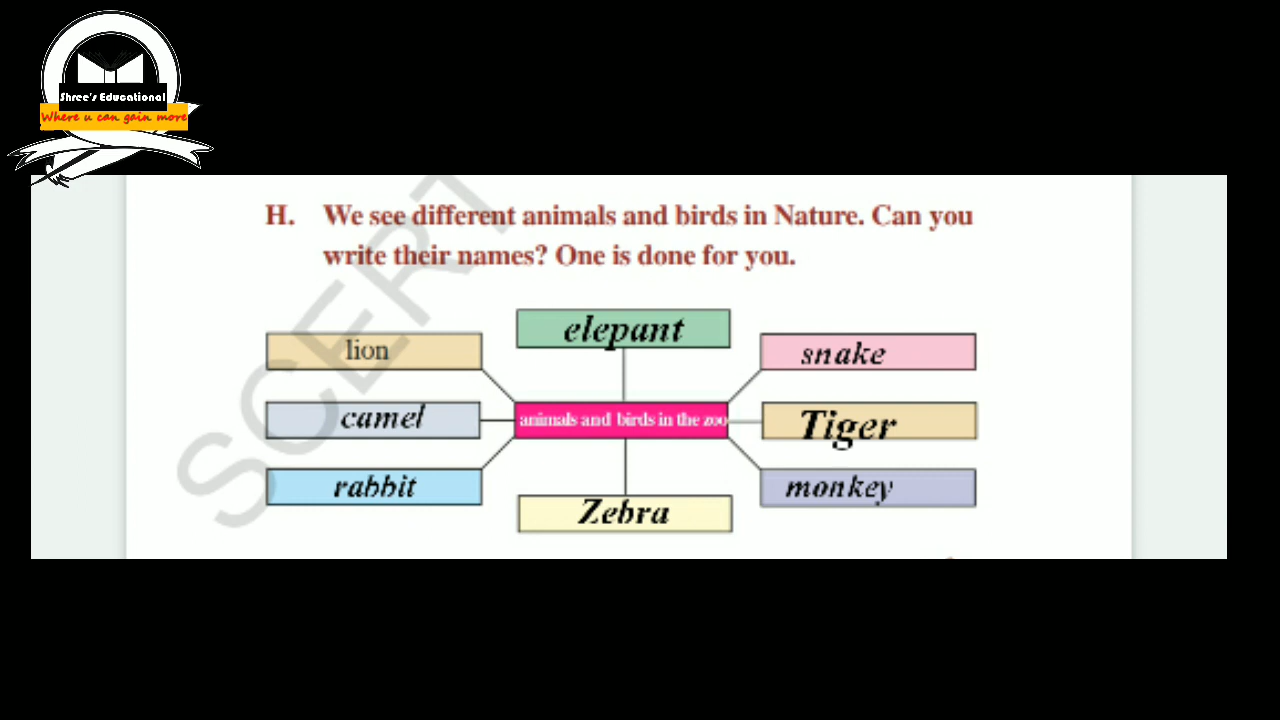 Shree's Educational
Where u can gain more
SCERT
H. We see different animals and birds in Nature. Can you
write their names? One is done for you.
elepant
lion
snake
camel
animals and birds in the zoo
Tiger
rabbit
monkey
Zebra